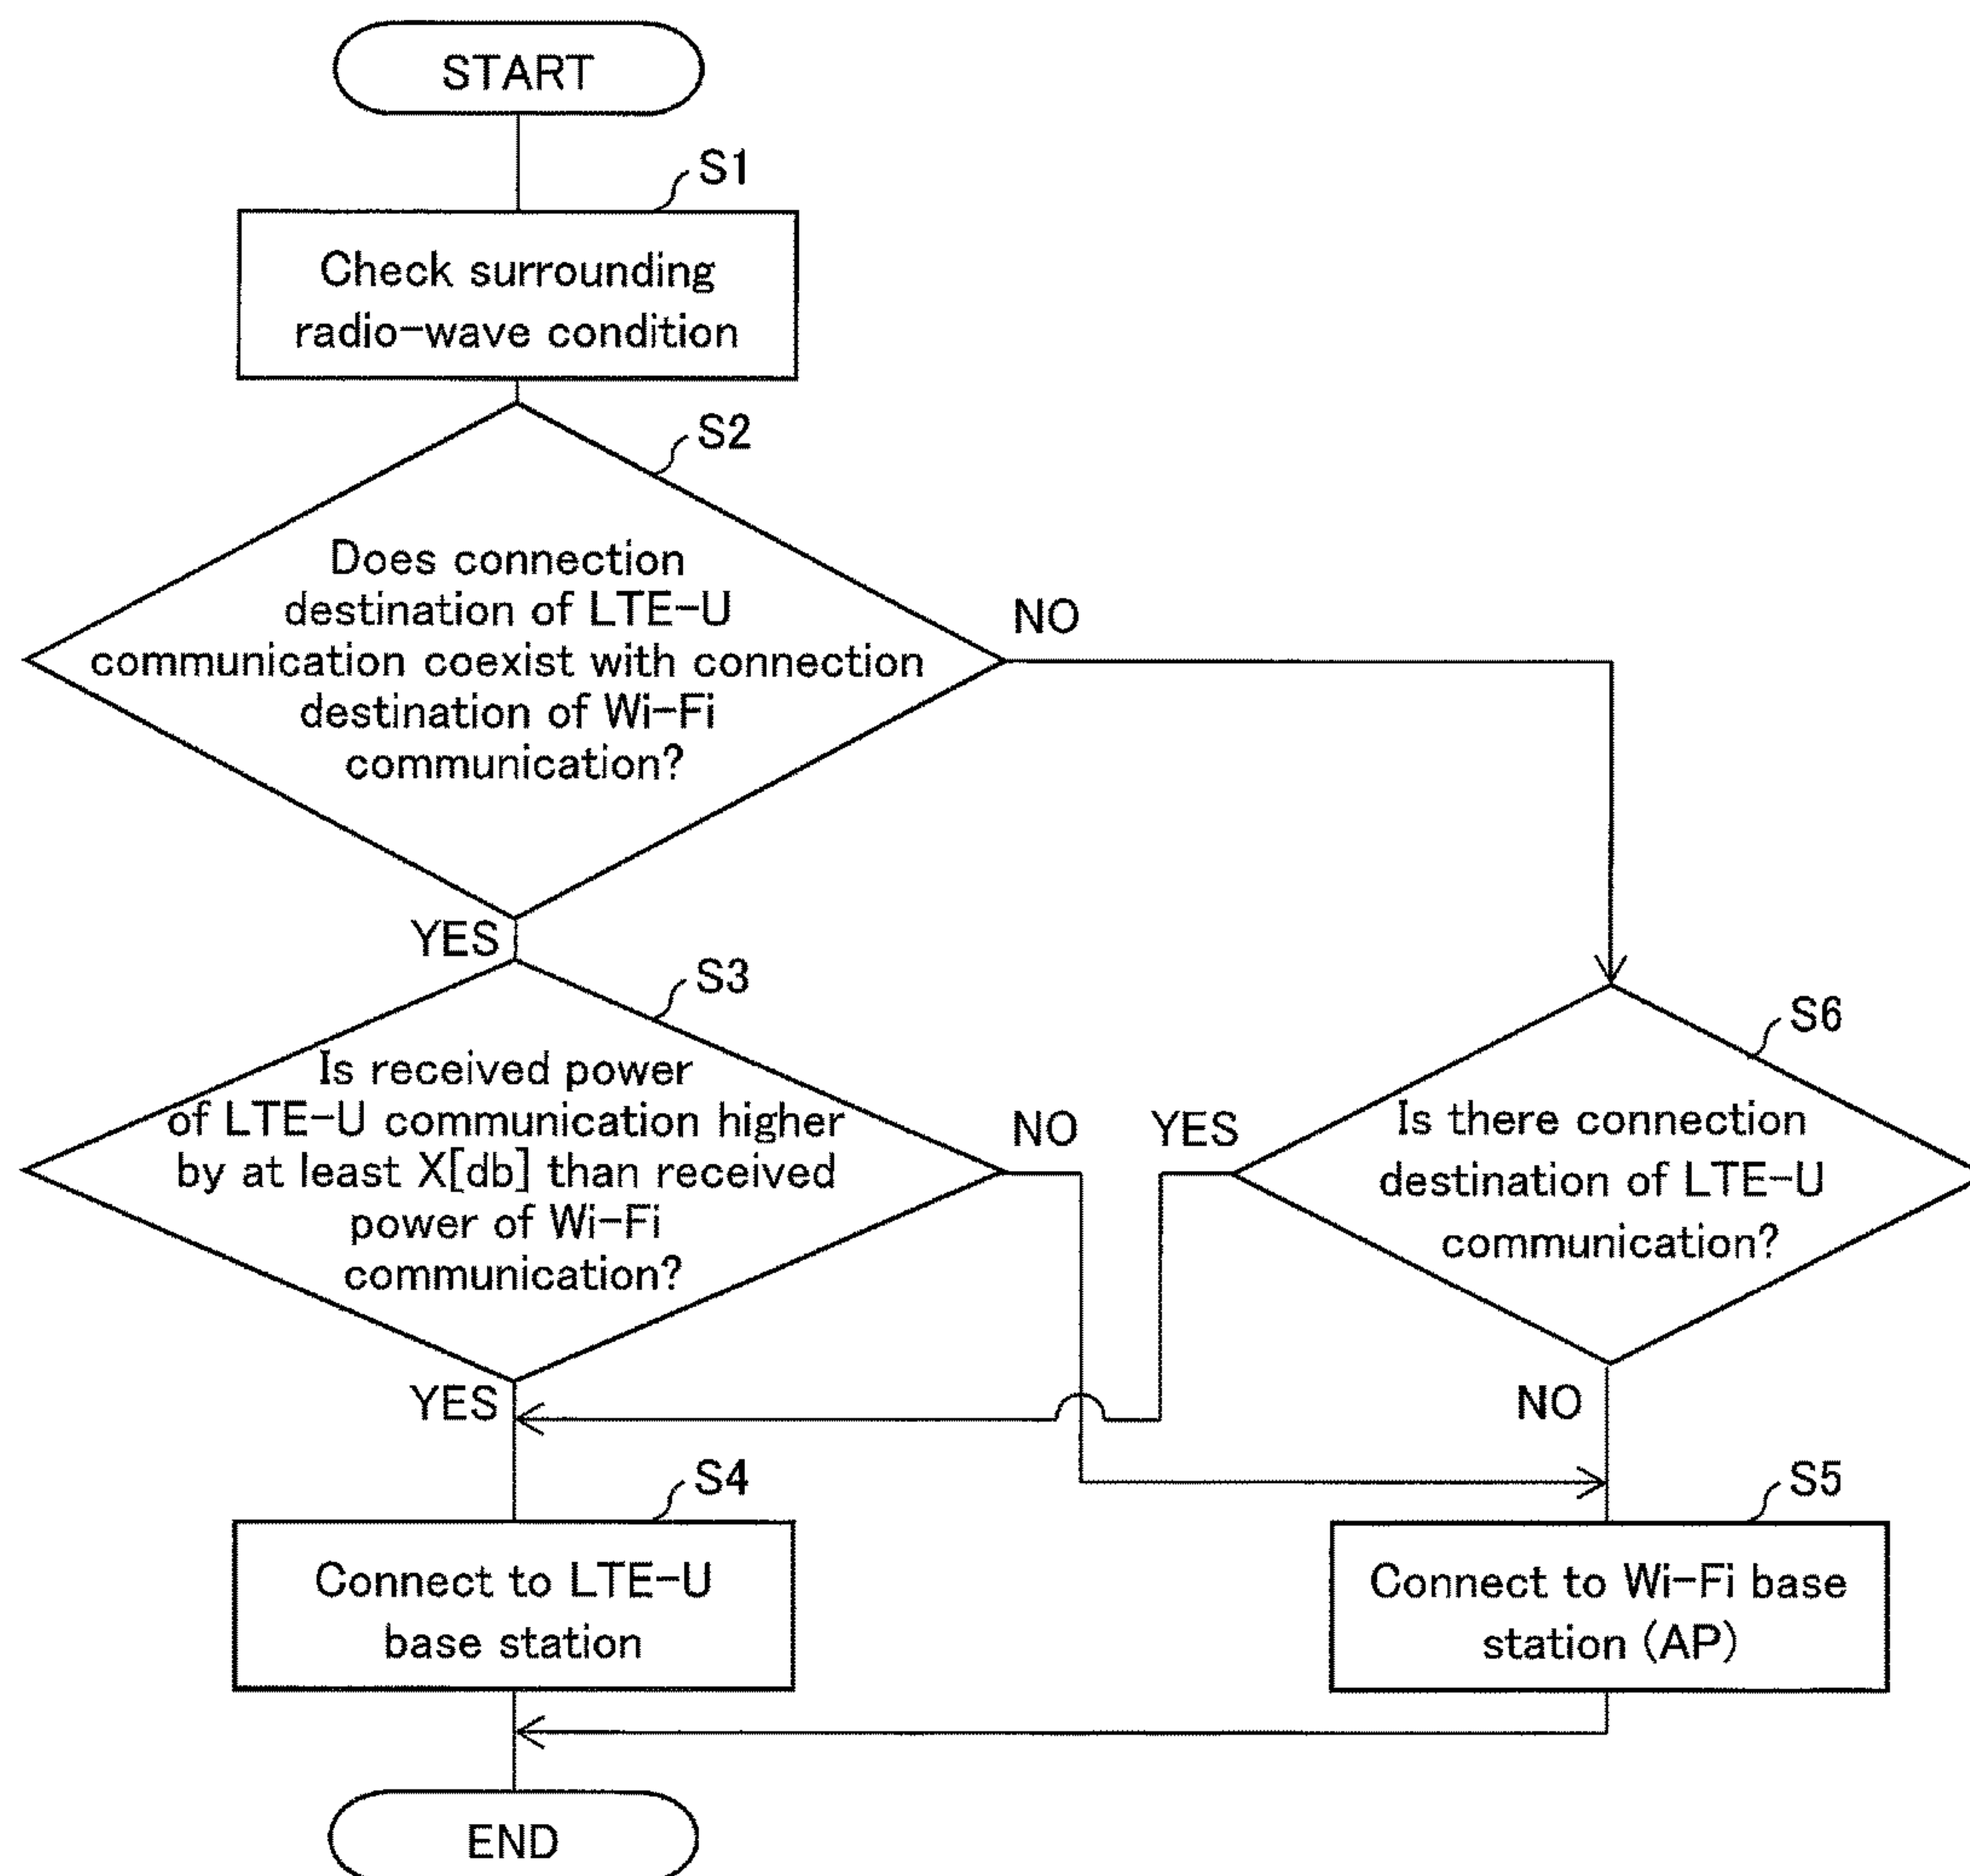 START
S1
Check surrounding
radio-wave condition
S2
Does connection
destination of LTE-U
communication coexist with connection
destination of Wi-Fi
communication?
NO
YES
S3
Is received power
of LTE-U communication higher
by at least X[db] than received
power of Wi-Fi
communication?
NO
YES
S6
Is there connection
destination of LTE-U
communication?
YES
NO
S4
Connect to LTE-U
base station
S5
Connect to Wi-Fi base
station (AP)
END